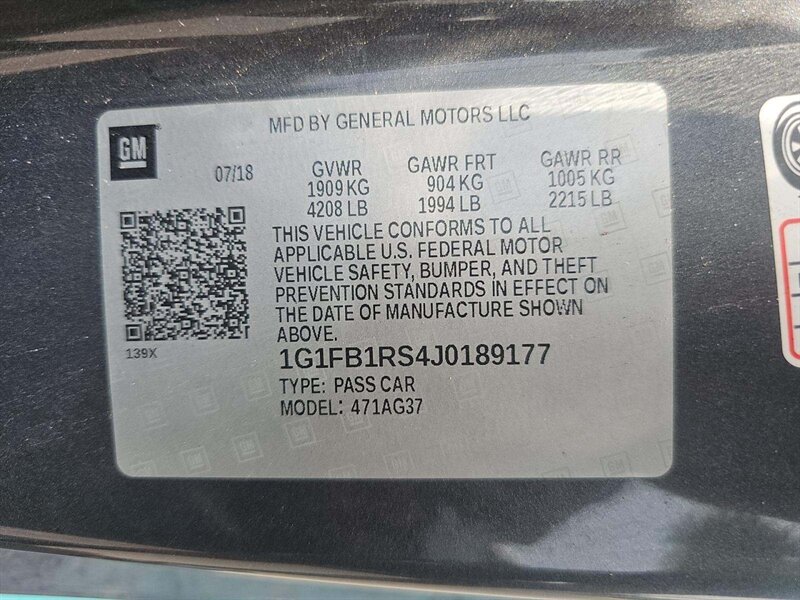 MFD BY GENERAL MOTORS LLC
GM
07/18 GVWR GAWR FRT GAWR RR
1909 KG 904 KG 1005 KG
4208 LB 1994 LB 2215 LB
THIS VEHICLE CONFORMS TO ALL
APPLICABLE U.S. FEDERAL MOTOR
VEHICLE SAFETY, BUMPER, AND THEFT
PREVENTION STANDARDS IN EFFECT ON
THE DATE OF MANUFACTURE SHOWN
ABOVE.
139X
1G1FB1RS4J0189177
TYPE: PASS CAR
MODEL: 471AG37